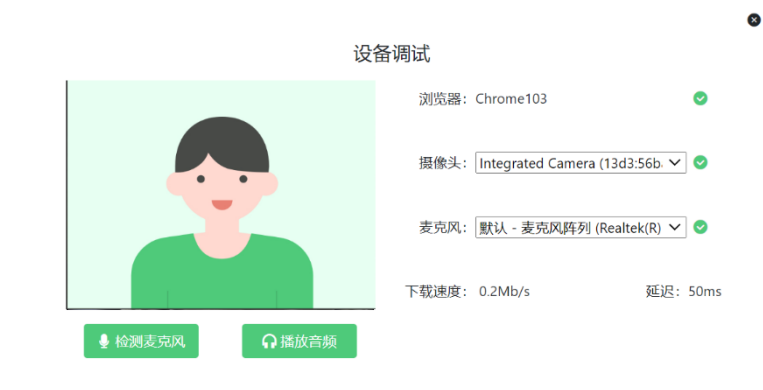 设备调试
浏览器： Chrome103
摄像头： Integrated Camera (13d3:56b
麦克风： 默认 - 麦克风阵列 (Realtek(R)
下载速度： 0.2Mb/s 延迟： 50ms
检测麦克风 播放音频